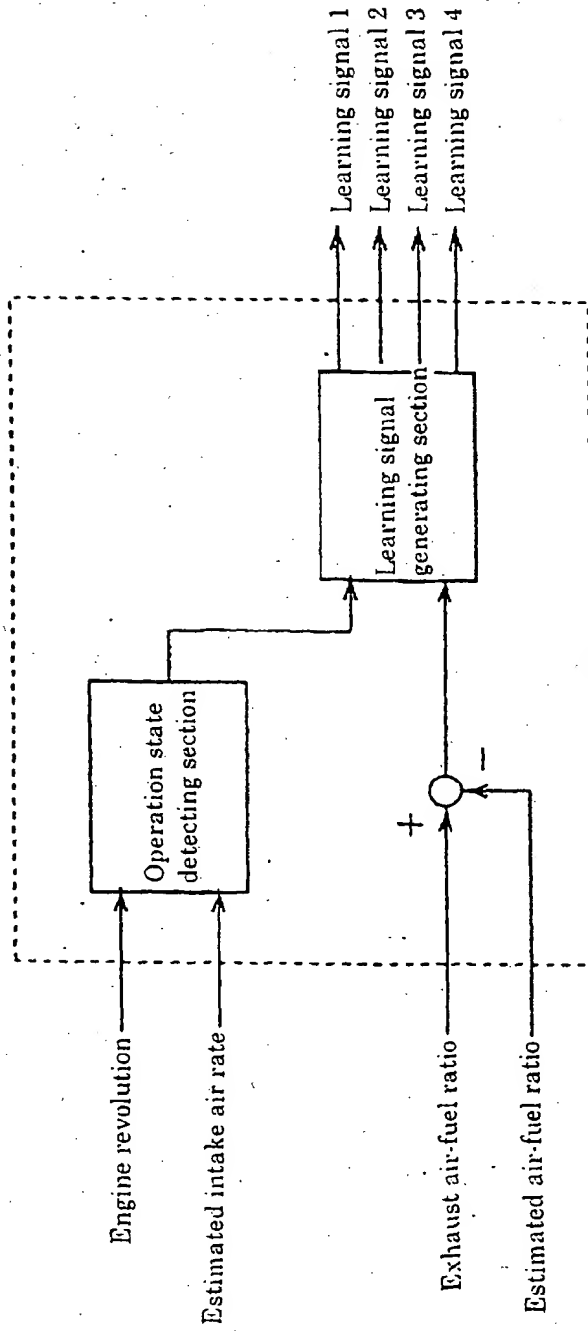 Engine revolution
Estimated intake air rate
Exhaust air-fuel ratio
Estimated air-fuel ratio
Operation state
detecting section
+
−
Learning signal
generating section
Learning signal 1
Learning signal 2
Learning signal 3
Learning signal 4